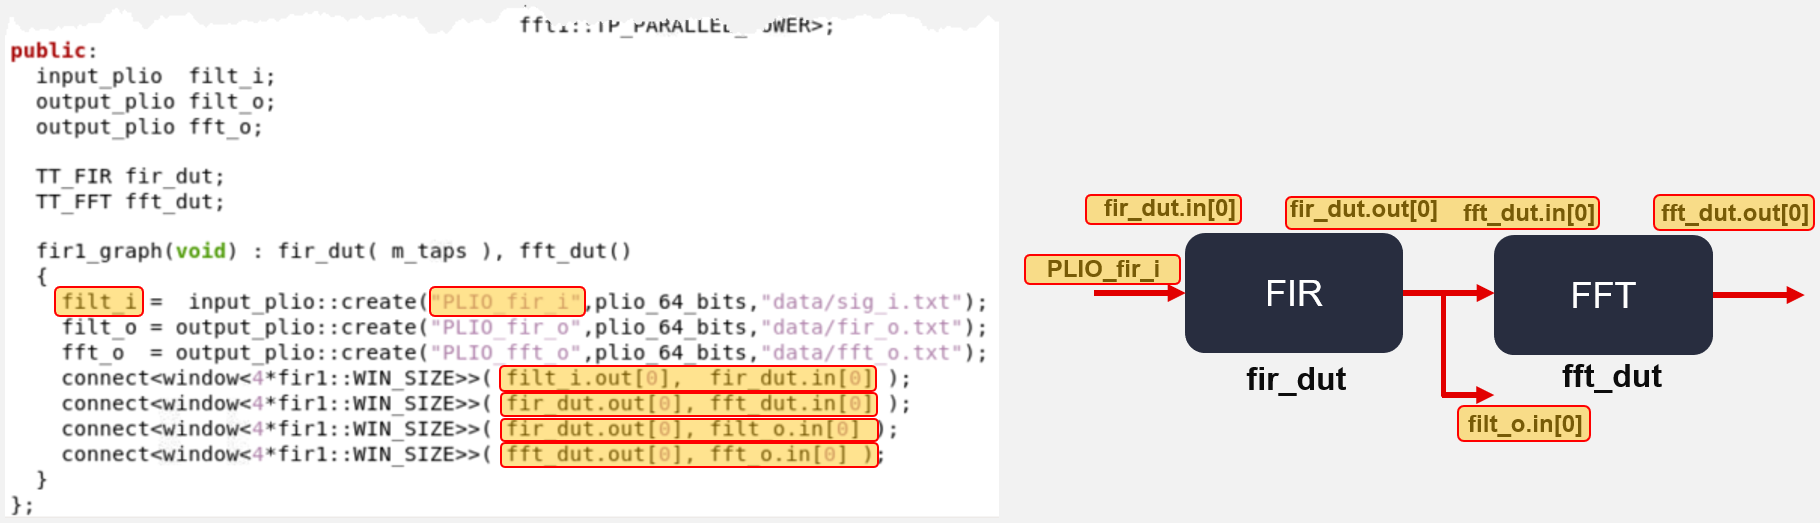 fft1::TP_PARALLEL_POWER>;
public:
input_plio filt_i;
output_plio filt_o;
output_plio fft_o;
TT_FIR fir_dut;
TT_FFT fft_dut;
fir1_graph(void) : fir_dut( m_taps ), fft_dut()
{
filt_i = input_plio::create("PLIO_fir_i",plio_64_bits,"data/sig_i.txt");
filt_o = output_plio::create("PLIO_fir_o",plio_64_bits,"data/fir_o.txt");
fft_o = output_plio::create("PLIO_fft_o",plio_64_bits,"data/fft_o.txt");
connect<window<4*fir1::WIN_SIZE>>( filt_i.out[0], fir_dut.in[0] );
connect<window<4*fir1::WIN_SIZE>>( fir_dut.out[0], fft_dut.in[0] );
connect<window<4*fir1::WIN_SIZE>>( fir_dut.out[0], filt_o.in[0] );
connect<window<4*fir1::WIN_SIZE>>( fft_dut.out[0], fft_o.in[0] );
}
};
fir_dut.in[0]
fir_dut.out[0] fft_dut.in[0]
fft_dut.out[0]
PLIO_fir_i
FIR
FFT
fir_dut
fft_dut
filt_o.in[0]